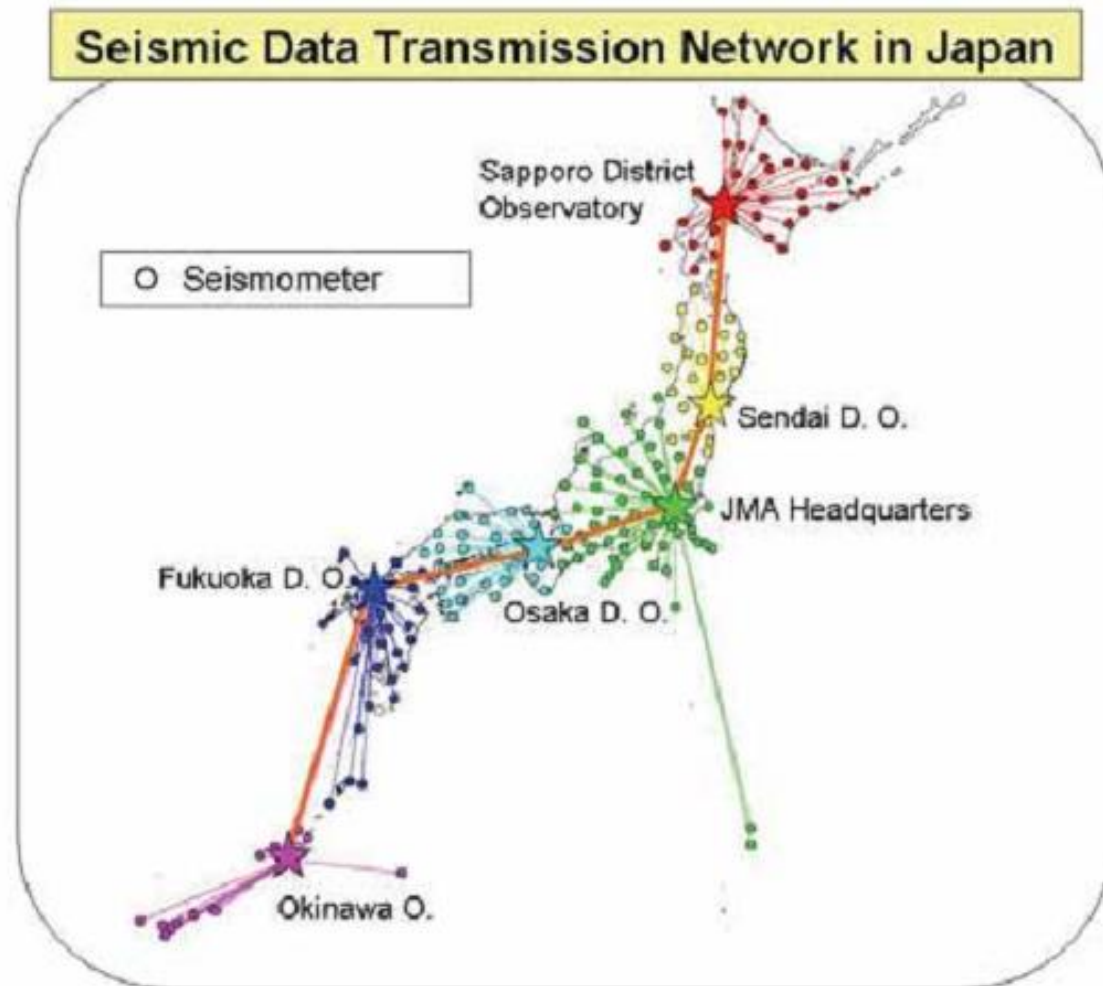 Seismic Data Transmission Network in Japan
Sapporo District
Observatory
O Seismometer
Sendai D. O.
JMA Headquarters
Fukuoka D. O.
Osaka D. O.
Okinawa O.